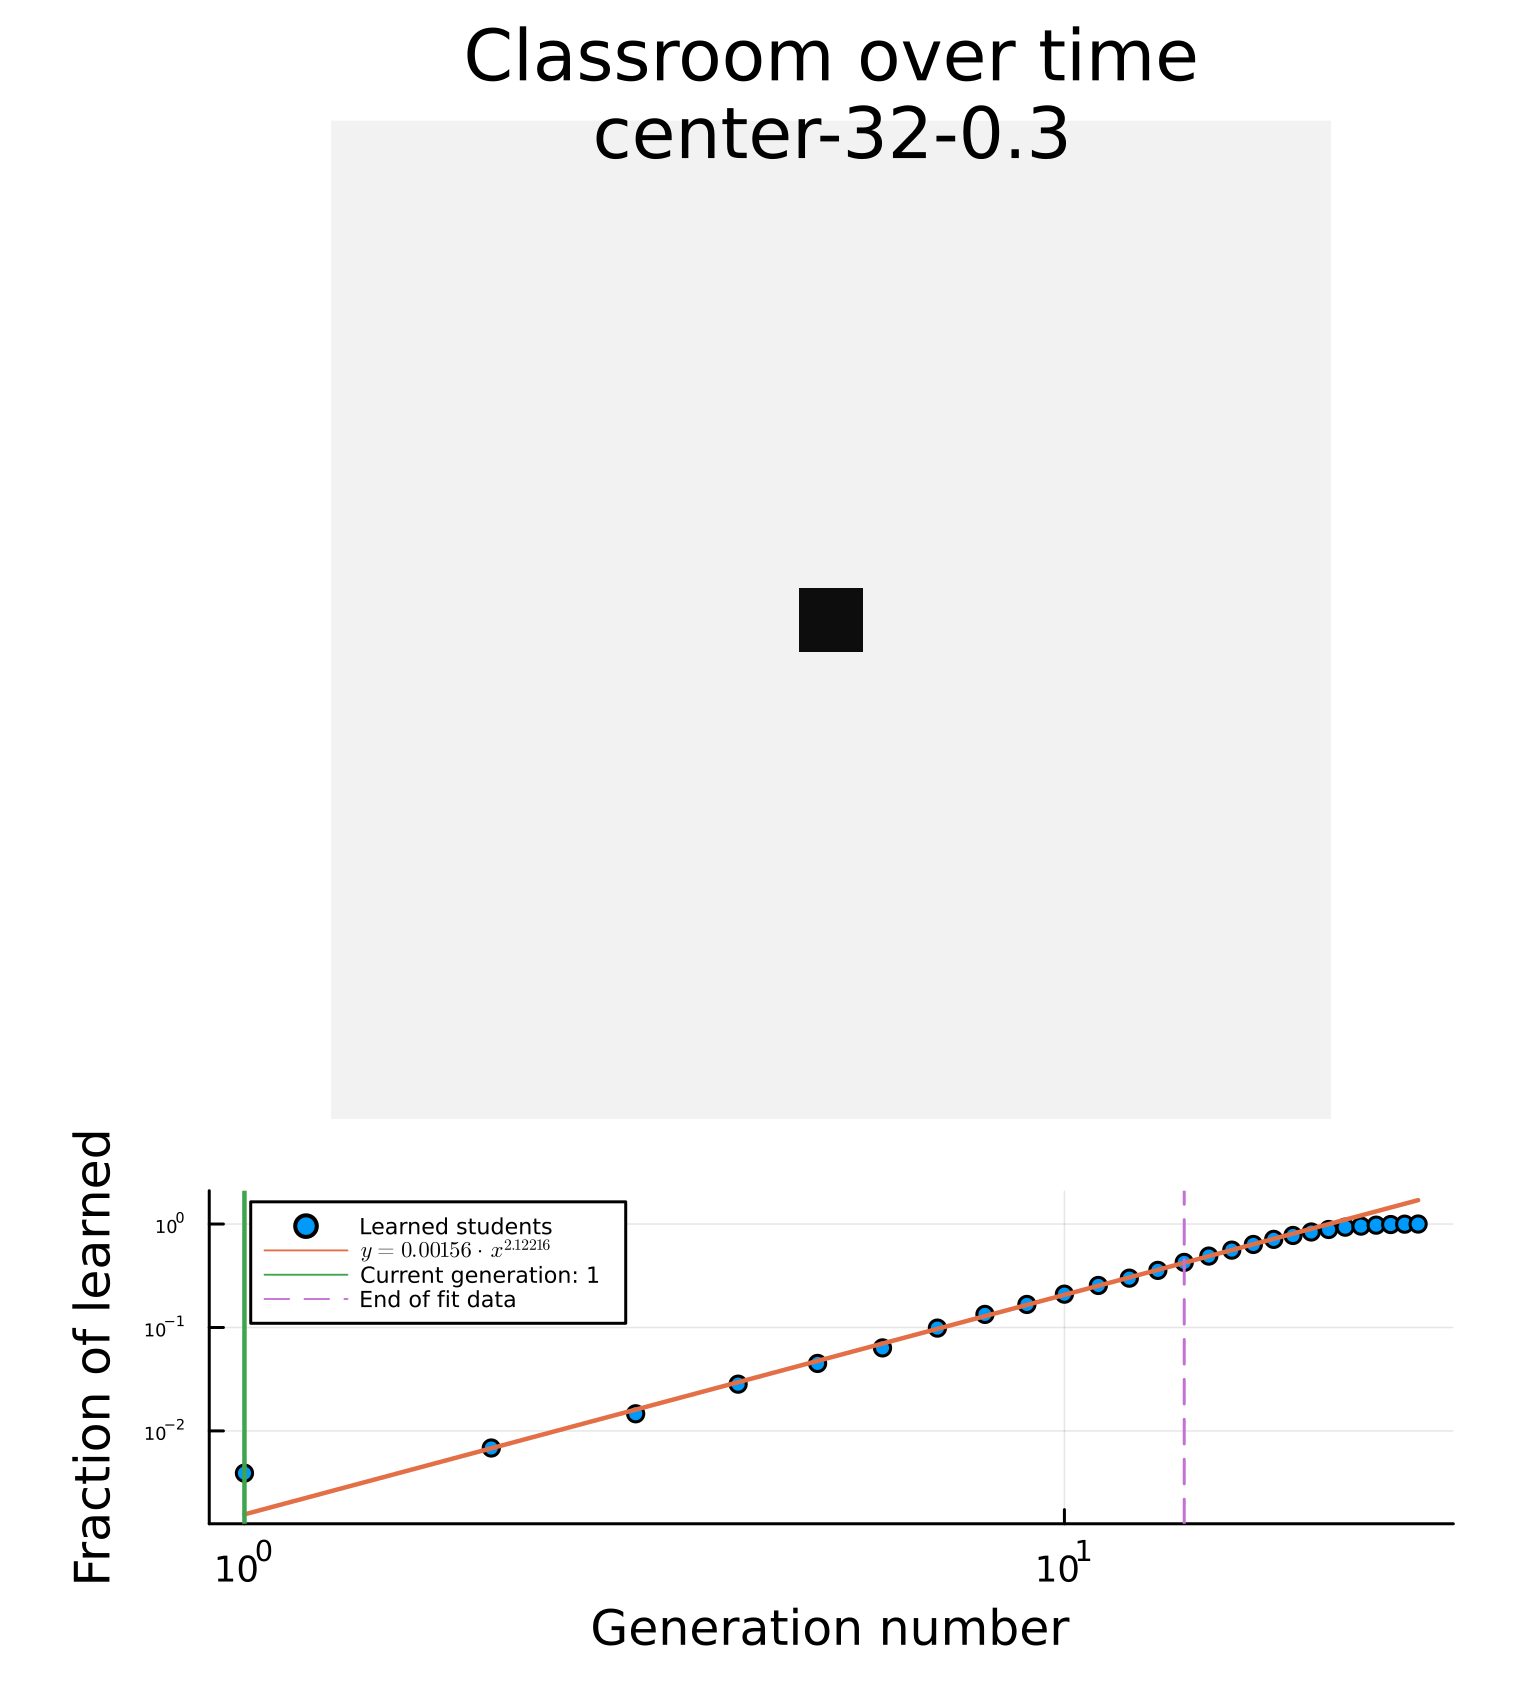 Classroom over time
center-32-0.3
Fraction of learned
10⁰
10⁻¹
10⁻²
Learned students
y = 0.00156 · x^2.12216
Current generation: 1
End of fit data
10⁰
10¹
Generation number